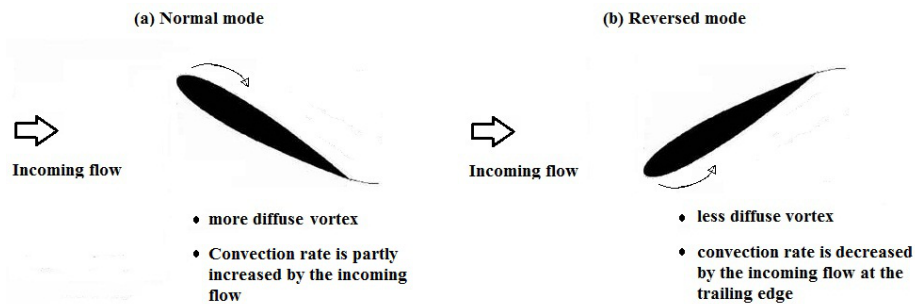 (a) Normal mode
Incoming flow
• more diffuse vortex
• Convection rate is partly
increased by the incoming
flow
(b) Reversed mode
Incoming flow
• less diffuse vortex
• convection rate is decreased
by the incoming flow at the
trailing edge